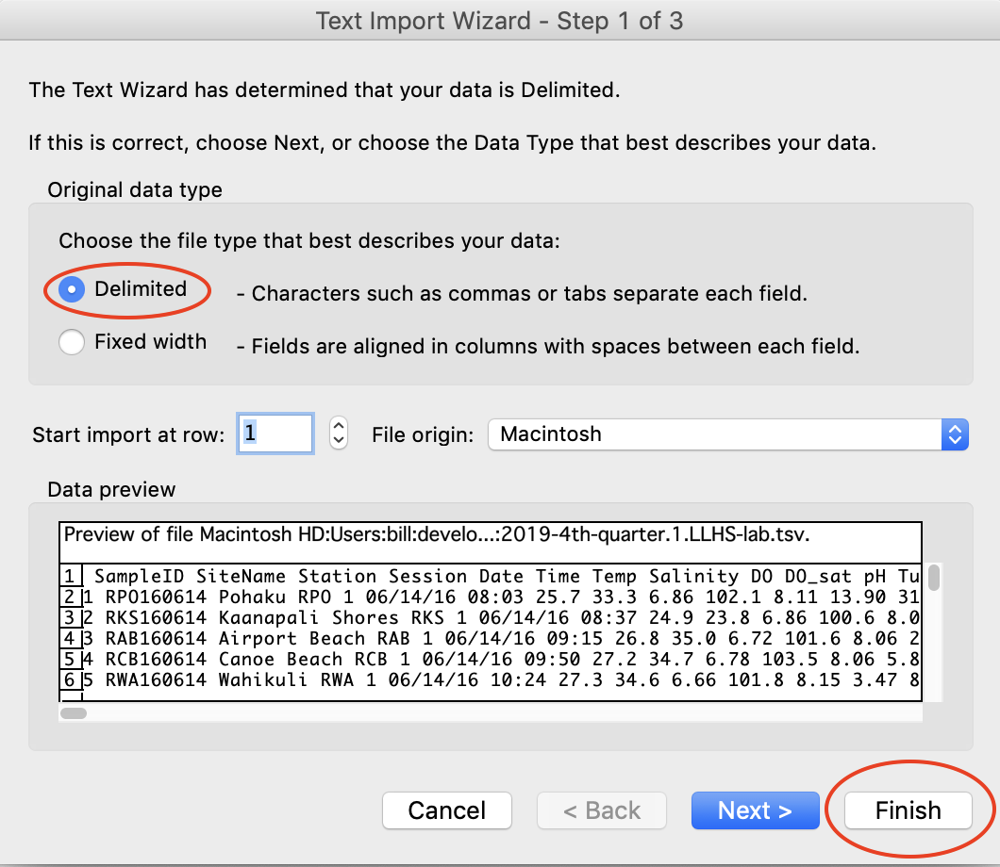 Text Import Wizard - Step 1 of 3
The Text Wizard has determined that your data is Delimited.
If this is correct, choose Next, or choose the Data Type that best describes your data.
Original data type
Choose the file type that best describes your data:
Delimited - Characters such as commas or tabs separate each field.
Fixed width - Fields are aligned in columns with spaces between each field.
Start import at row: 1 File origin: Macintosh
Data preview
Preview of file Macintosh HD:Users:bill:develo...:2019-4th-quarter.1.LLHS-lab.tsv.
1 SampleID SiteName Station Session Date Time Temp Salinity DO DO_sat pH Tu
2 1 RPO160614 Pohaku RPO 1 06/14/16 08:03 25.7 33.3 6.86 102.1 8.11 13.90 31
3 2 RKS160614 Kaanapali Shores RKS 1 06/14/16 08:37 24.9 23.8 6.86 100.6 8.0
4 3 RAB160614 Airport Beach RAB 1 06/14/16 09:15 26.8 35.0 6.72 101.6 8.06 2
5 4 RCB160614 Canoe Beach RCB 1 06/14/16 09:50 27.2 34.7 6.78 103.5 8.06 5.8
6 5 RWA160614 Wahikuli RWA 1 06/14/16 10:24 27.3 34.6 6.66 101.8 8.15 3.47 8
Cancel < Back Next > Finish